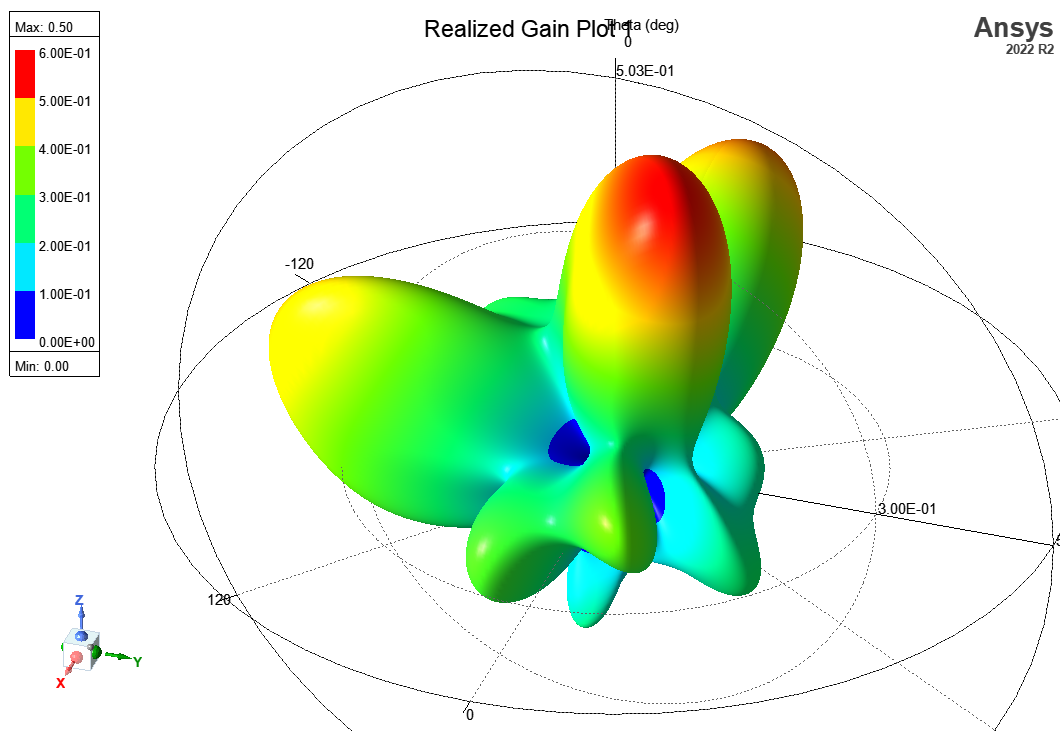 Max: 0.50
6.00E-01
5.00E-01
4.00E-01
3.00E-01
2.00E-01
1.00E-01
0.00E+00
Min: 0.00
Realized Gain Plot 1
Theta (deg)
0
5.03E-01
Ansys
2022 R2
-120
3.00E-01
120
0
Z
Y
X